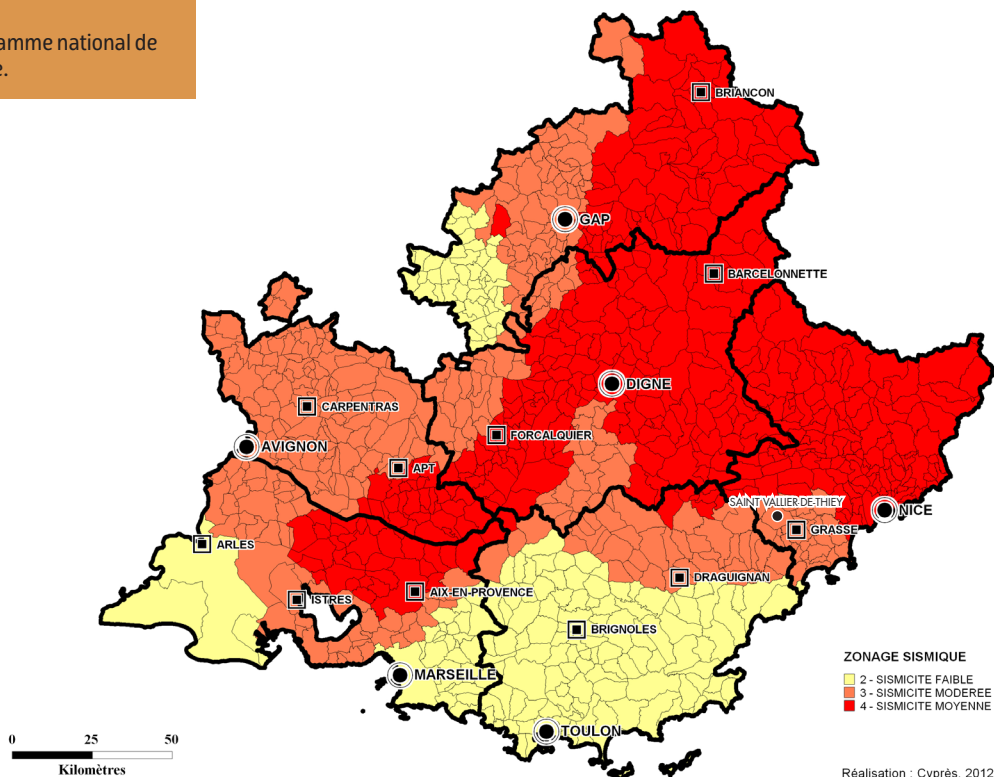 amme national de
e.
BRIANCON
GAP
BARCELONNETTE
DIGNE
CARPENTRAS
FORCALQUIER
AVIGNON
APT
SAINT VALLIER-DE-THIEY
NICE
GRASSE
ARLES
DRAGUIGNAN
AIX-EN-PROVENCE
ISTRES
BRIGNOLES
MARSEILLE
TOULON
ZONAGE SISMIQUE
2 - SISMICITE FAIBLE
3 - SISMICITE MODEREE
4 - SISMICITE MOYENNE
0 25 50
Kilomètres
Réalisation : Cyprès, 2012